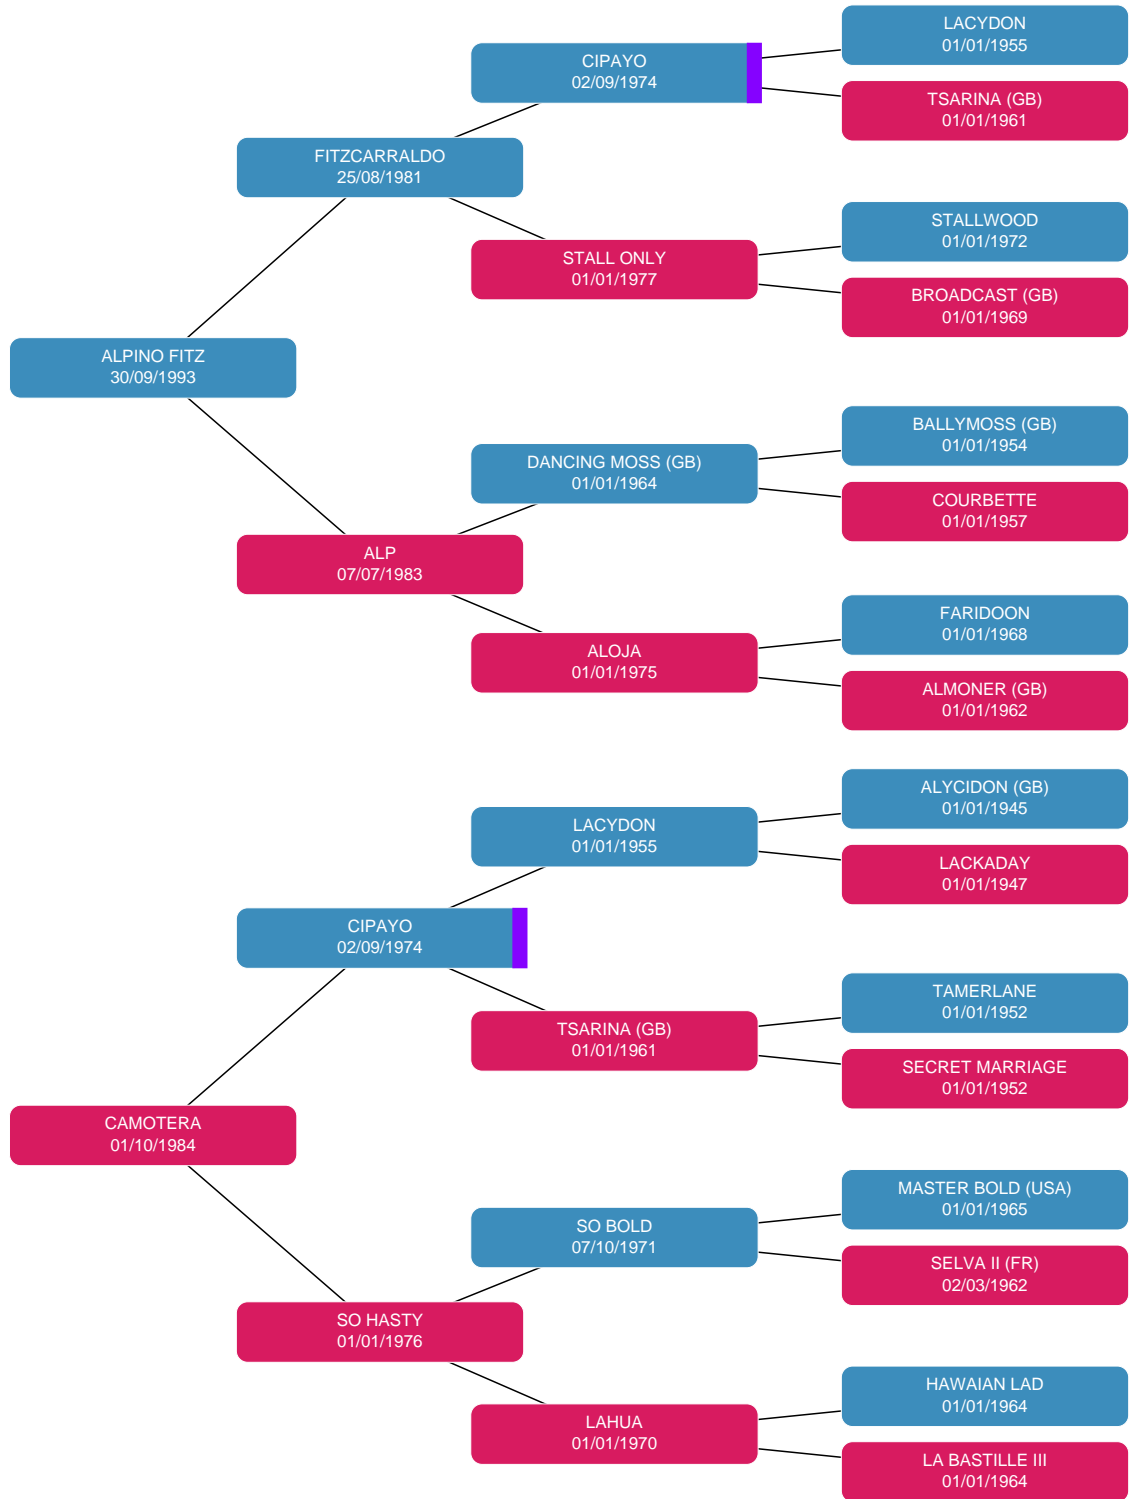 LACYDON
01/01/1955
CIPAYO
02/09/1974
TSARINA (GB)
01/01/1961
FITZCARRALDO
25/08/1981
STALLWOOD
01/01/1972
STALL ONLY
01/01/1977
BROADCAST (GB)
01/01/1969
ALPINO FITZ
30/09/1993
BALLYMOSS (GB)
01/01/1954
DANCING MOSS (GB)
01/01/1964
COURBETTE
01/01/1957
ALP
07/07/1983
FARIDOON
01/01/1968
ALOJA
01/01/1975
ALMONER (GB)
01/01/1962
ALYCIDON (GB)
01/01/1945
LACYDON
01/01/1955
LACKADAY
01/01/1947
CIPAYO
02/09/1974
TAMERLANE
01/01/1952
TSARINA (GB)
01/01/1961
SECRET MARRIAGE
01/01/1952
CAMOTERA
01/10/1984
MASTER BOLD (USA)
01/01/1965
SO BOLD
07/10/1971
SELVA II (FR)
02/03/1962
SO HASTY
01/01/1976
HAWAIAN LAD
01/01/1964
LAHUA
01/01/1970
LA BASTILLE III
01/01/1964